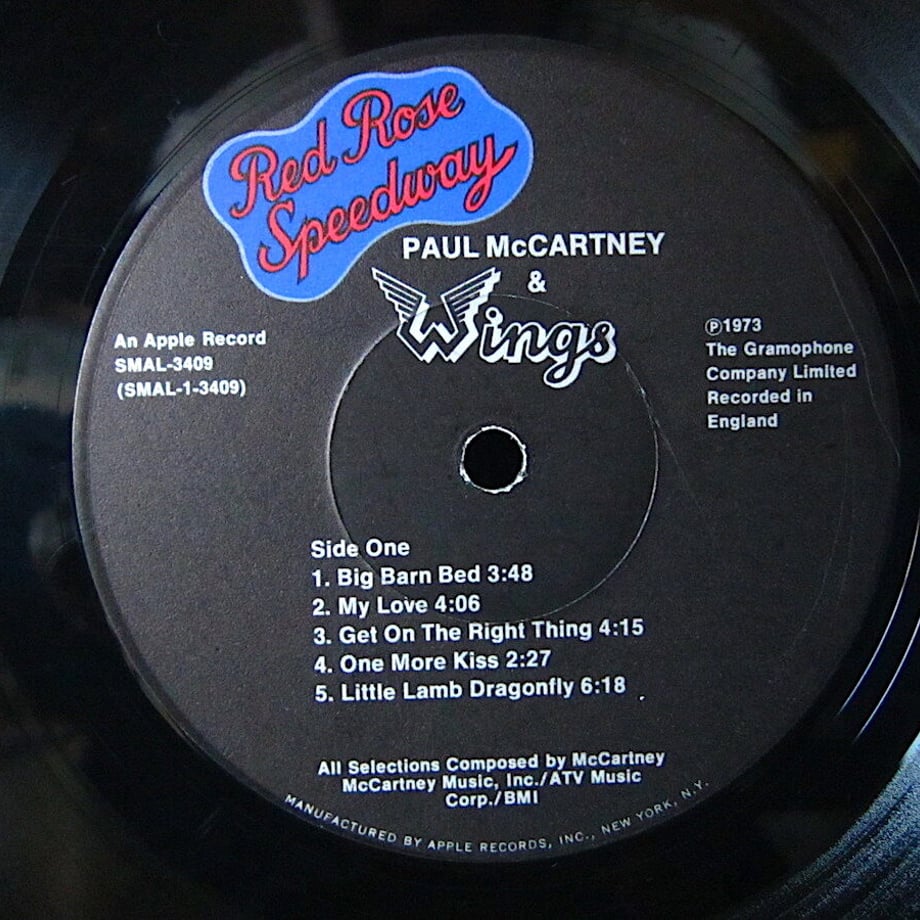 Red Rose
Speedway
PAUL McCARTNEY
&
Wings
An Apple Record
SMAL-3409
(SMAL-1-3409)
℗1973
The Gramophone
Company Limited
Recorded in
England
Side One
1. Big Barn Bed 3:48
2. My Love 4:06
3. Get On The Right Thing 4:15
4. One More Kiss 2:27
5. Little Lamb Dragonfly 6:18
All Selections Composed by McCartney
McCartney Music, Inc./ATV Music
Corp./BMI
MANUFACTURED BY APPLE RECORDS, INC., NEW YORK, N.Y.